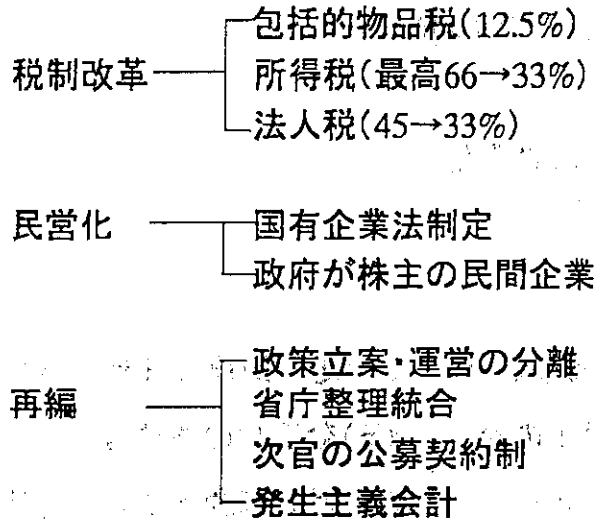 包括的物品税(12.5%)
税制改革 所得税(最高66→33%)
法人税(45→33%)
民営化 国有企業法制定
政府が株主の民間企業
政策立案・運営の分離
再編 省庁整理統合
次官の公募契約制
発生主義会計